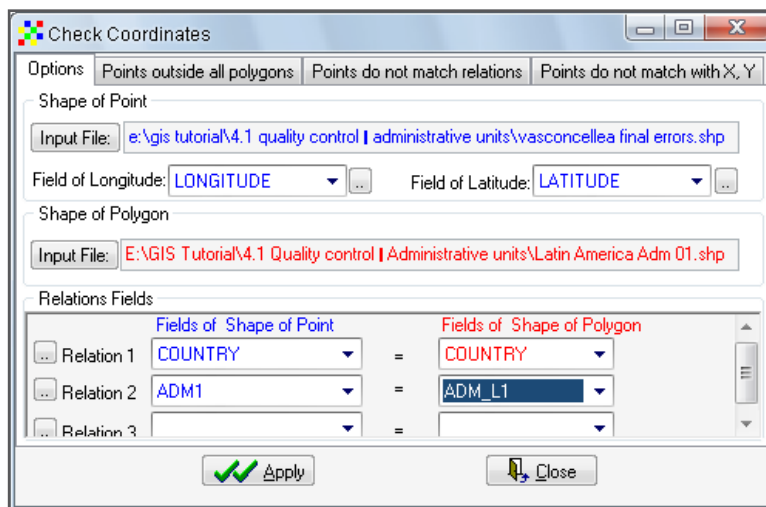 Check Coordinates
Options Points outside all polygons Points do not match relations Points do not match with X, Y
Shape of Point
Input File: e:\gis tutorial\4.1 quality control | administrative units\vasconcellea final errors.shp
Field of Longitude: LONGITUDE .. Field of Latitude: LATITUDE ..
Shape of Polygon
Input File: E:\GIS Tutorial\4.1 Quality control | Administrative units\Latin America Adm 01.shp
Relations Fields
Fields of Shape of Point Fields of Shape of Polygon
.. Relation 1 COUNTRY = COUNTRY
.. Relation 2 ADM1 = ADM_L1
.. Relation 3 =
Apply Close